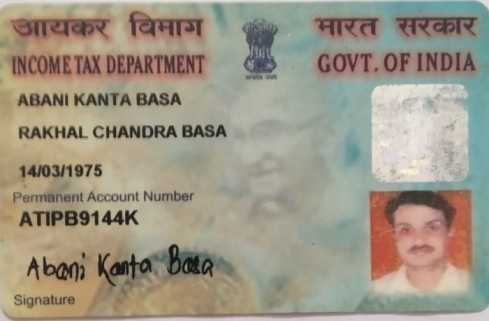 आयकर विभाग
भारत सरकार
INCOME TAX DEPARTMENT
GOVT. OF INDIA
ABANI KANTA BASA
RAKHAL CHANDRA BASA
14/03/1975
Permanent Account Number
ATIPB9144K
Abani Kanta Basa
Signature